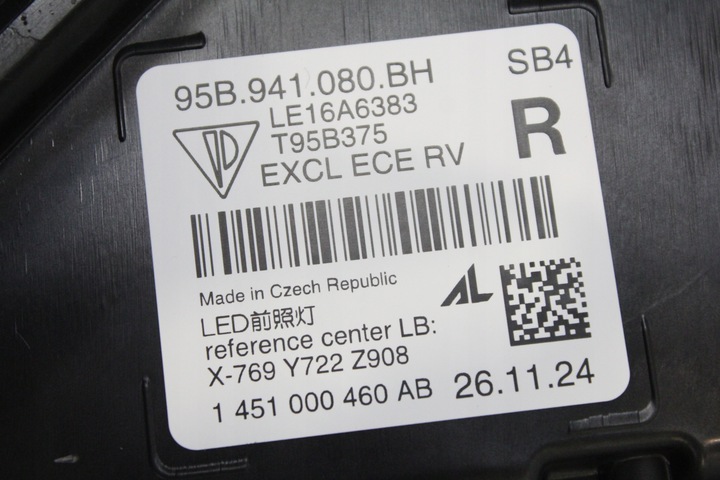 95B.941.080.BH
SB4
LE16A6383
T95B375
EXCL ECE RV
R
Made in Czech Republic
AL
LED前照灯
reference center LB:
X-769 Y722 Z908
1 451 000 460 AB
26.11.24